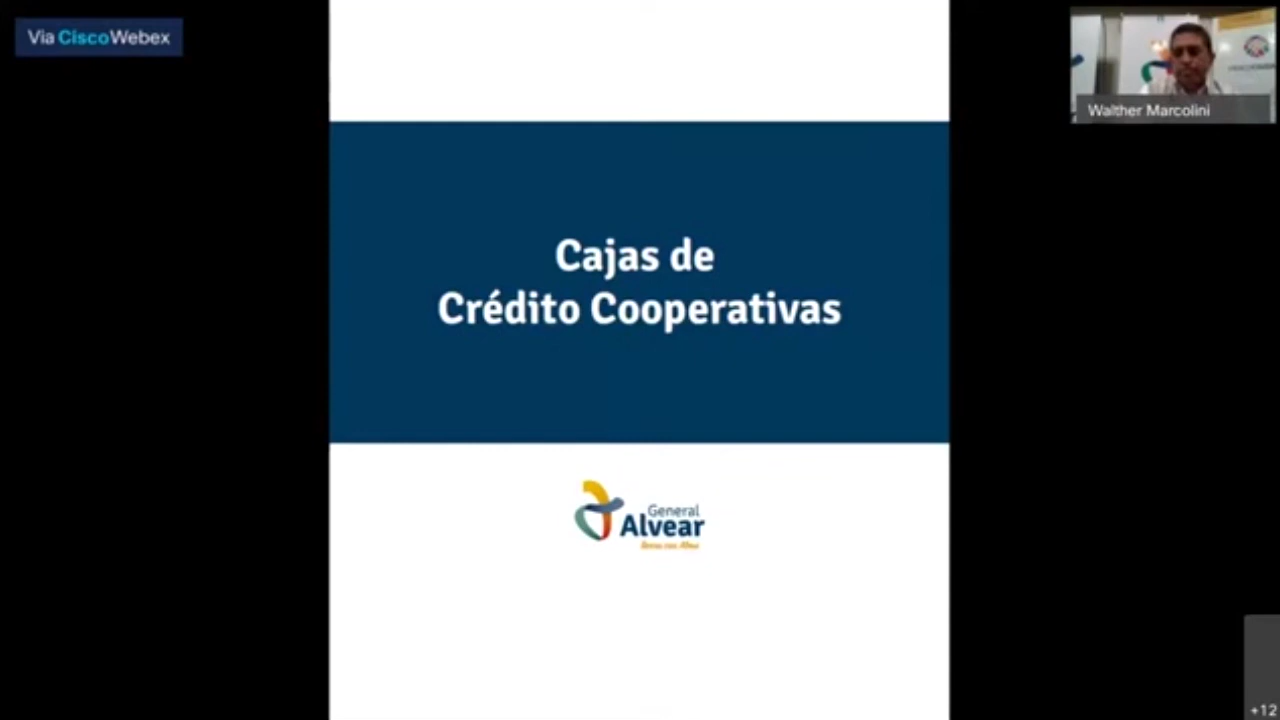 Via CiscoWebex
Walther Marcolini
Cajas de
Crédito Cooperativas
General
Alvear
+12